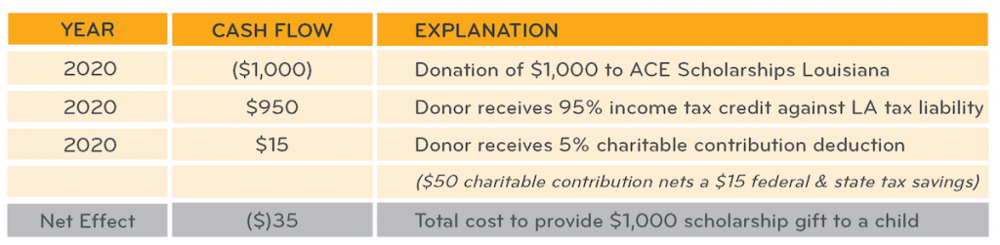 YEAR CASH FLOW EXPLANATION
2020 ($1,000) Donation of $1,000 to ACE Scholarships Louisiana
2020 $950 Donor receives 95% income tax credit against LA tax liability
2020 $15 Donor receives 5% charitable contribution deduction
($50 charitable contribution nets a $15 federal & state tax savings)
Net Effect ($)35 Total cost to provide $1,000 scholarship gift to a child